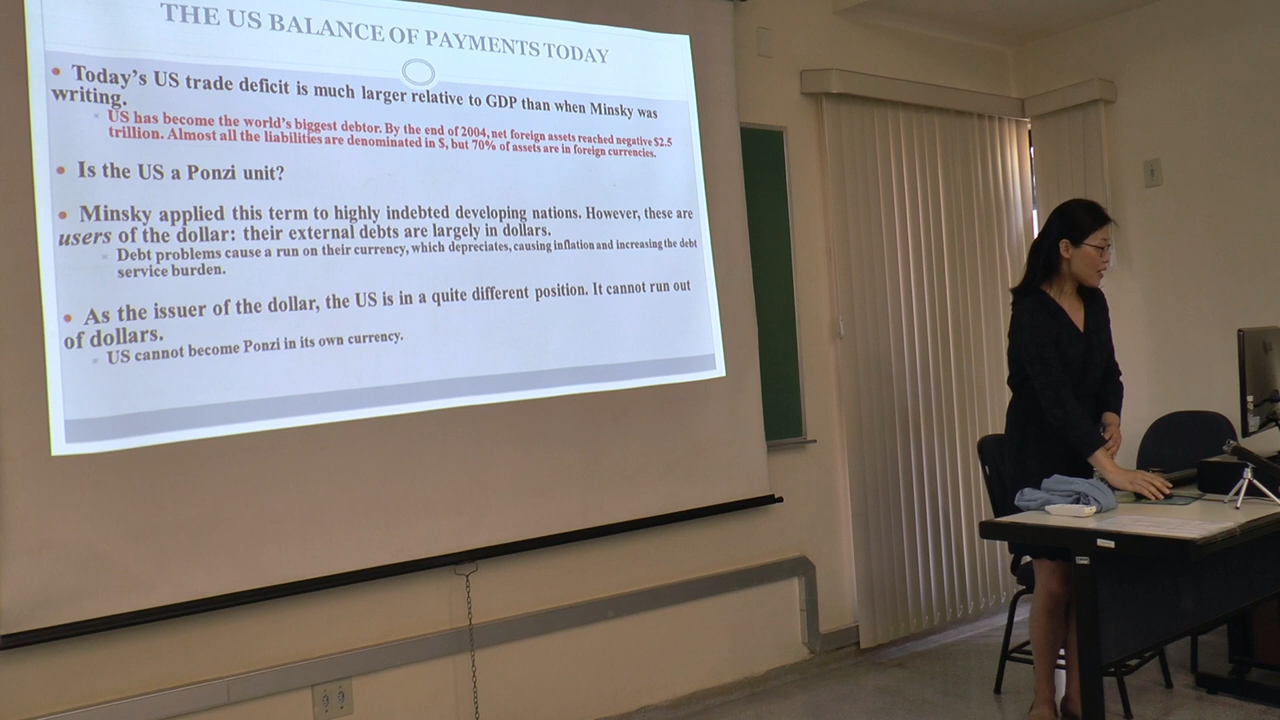 THE US BALANCE OF PAYMENTS TODAY
• Today's US trade deficit is much larger relative to GDP than when Minsky was
writing.
US has become the world's biggest debtor. By the end of 2004, net foreign assets reached negative $2.5
trillion. Almost all the liabilities are denominated in $, but 70% of assets are in foreign currencies.
• Is the US a Ponzi unit?
• Minsky applied this term to highly indebted developing nations. However, these are
users of the dollar: their external debts are largely in dollars.
Debt problems cause a run on their currency, which depreciates, causing inflation and increasing the debt
service burden.
• As the issuer of the dollar, the US is in a quite different position. It cannot run out
of dollars.
US cannot become Ponzi in its own currency.